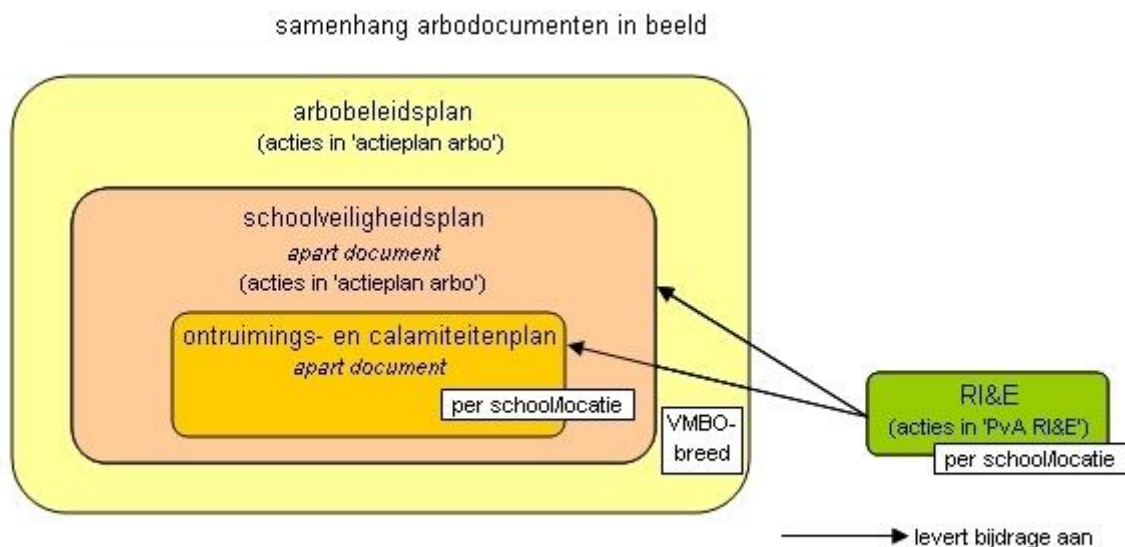 samenhang arbodocumenten in beeld
arbobeleidsplan
(acties in 'actieplan arbo')
schoolveiligheidsplan
apart document
(acties in 'actieplan arbo')
ontruimings- en calamiteitenplan
apart document
per school/locatie
VMBO-
breed
RI&E
(acties in 'PvA RI&E')
per school/locatie
levert bijdrage aan